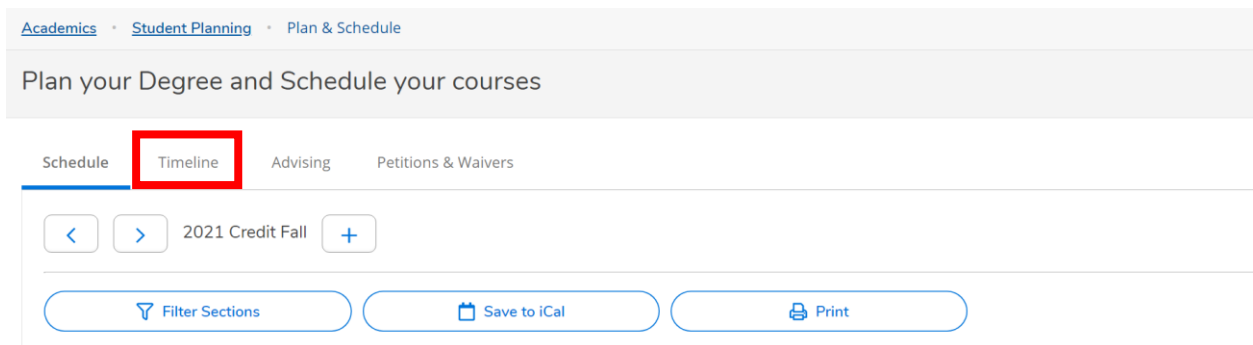 Academics · Student Planning · Plan & Schedule
Plan your Degree and Schedule your courses
Schedule Timeline Advising Petitions & Waivers
< > 2021 Credit Fall +
Filter Sections Save to iCal Print